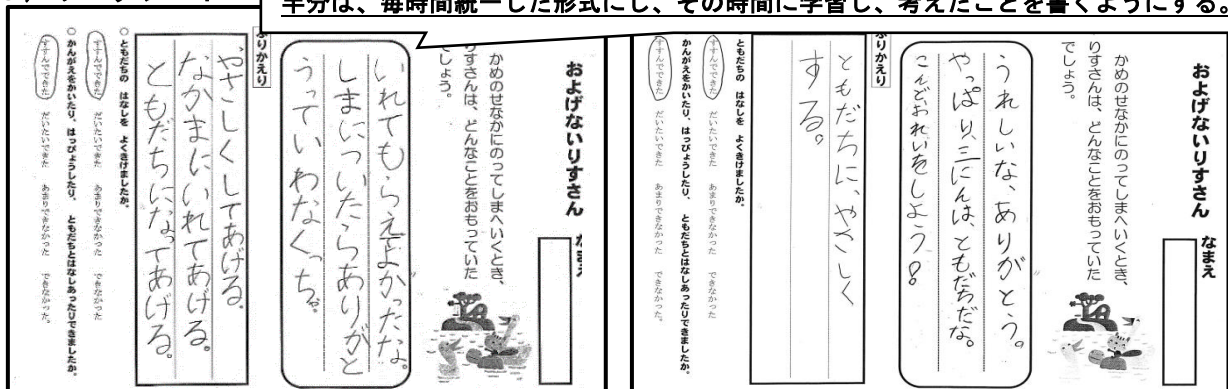 半分は、毎時間統一した形式にし、その時間に学習し、考えたことを書くようにする。
およげないりすさん
なまえ
かめのせなかにのってしまへいくとき、
りすさんは、どんなことをおもっていた
でしょう。
いれてもらえてよかったな。
しまについたらありがと
うっていわなくっちゃ。
ふりかえり
やさしくしてあげる。
なかまにいれてあげる。
ともだちになってあげる。
○ ともだちの はなしを よくきけましたか。
すすんでできた だいたいできた あまりできなかった できなかった
○ かんがえをかいたり、はっぴょうしたり、ともだちとはなしあったりできましたか。
すすんでできた だいたいできた あまりできなかった できなかった。
およげないりすさん
なまえ
かめのせなかにのってしまへいくとき、
りすさんは、どんなことをおもっていた
でしょう。
うれしいな、ありがとう。
やっぱり、三にんは、ともだちだな。
こんどおれいをしよう。
ふりかえり
ともだちに、やさしく
する。
ともだちの はなしを よくきけましたか。
すすんでできた だいたいできた あまりできなかった できなかった
かんがえをかいたり、はっぴょうしたり、ともだちとはなしあったりできましたか。
すすんでできた だいたいできた あまりできなかった できなかった。